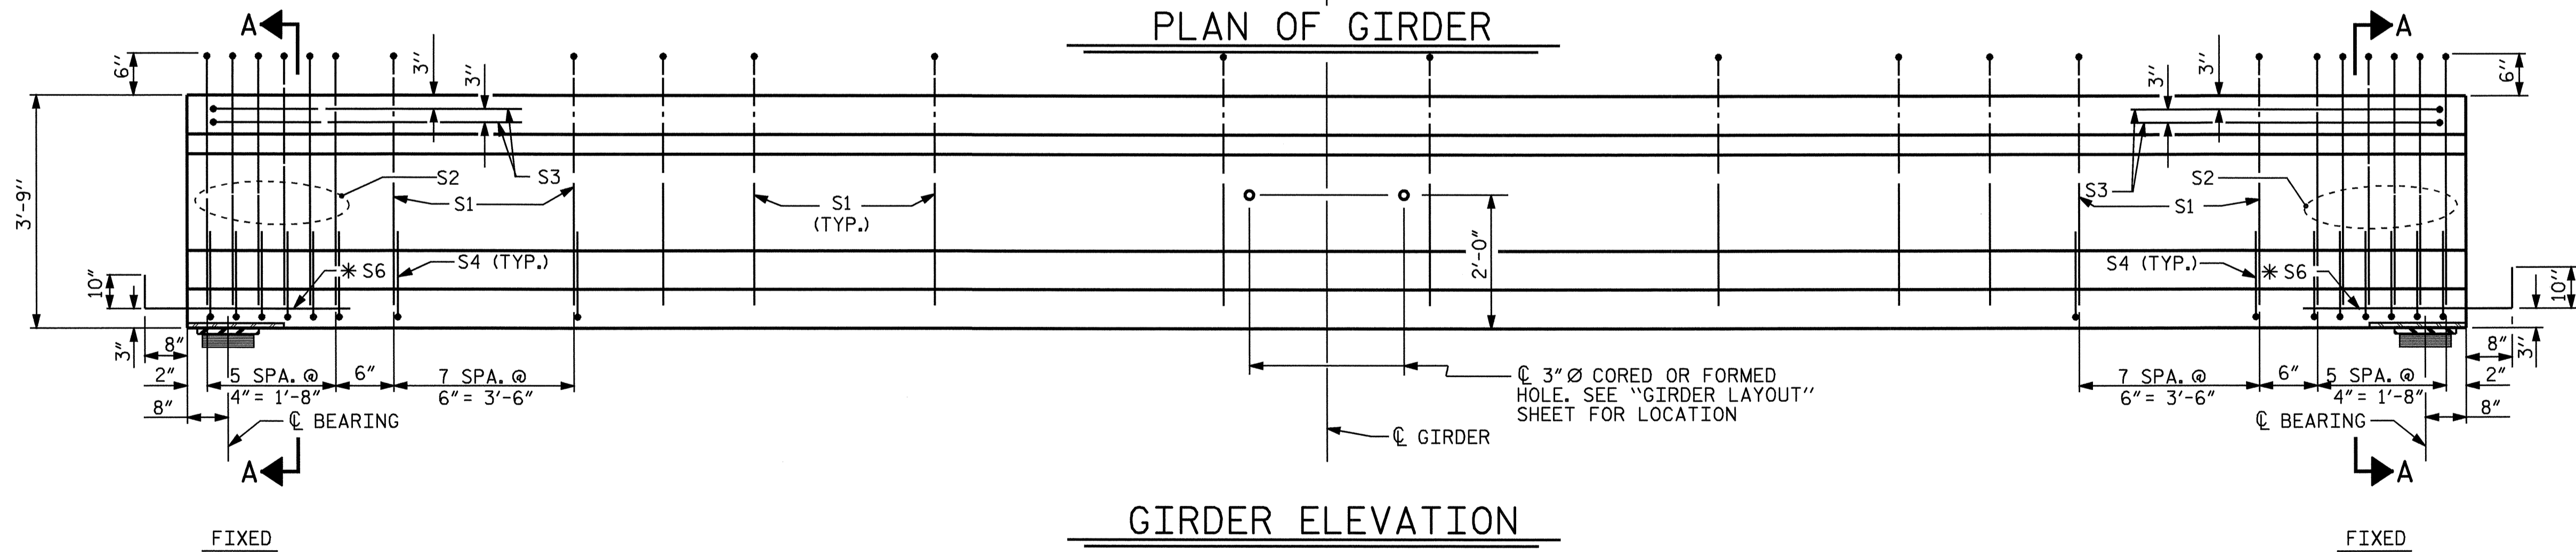 PLAN OF GIRDER
A
A
6"
3"
3"
3"
3"
6"
3'-9"
S2
S3
S1
S1
(TYP.)
S3
S2
S1
2'-0"
✳ S6
S4 (TYP.)
S4 (TYP.)
✳ S6
10"
10"
3"
8"
8"
3"
2"
5 SPA. @
4"= 1'-8"
6"
7 SPA. @
6"= 3'-6"
7 SPA. @
6"= 3'-6"
6"
5 SPA. @
4"= 1'-8"
2"
8"
8"
℄ BEARING
℄ 3" Ø CORED OR FORMED
HOLE. SEE "GIRDER LAYOUT"
SHEET FOR LOCATION
℄ GIRDER
℄ BEARING
A
A
GIRDER ELEVATION
FIXED
FIXED